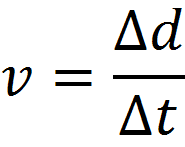 v = Δd / Δt